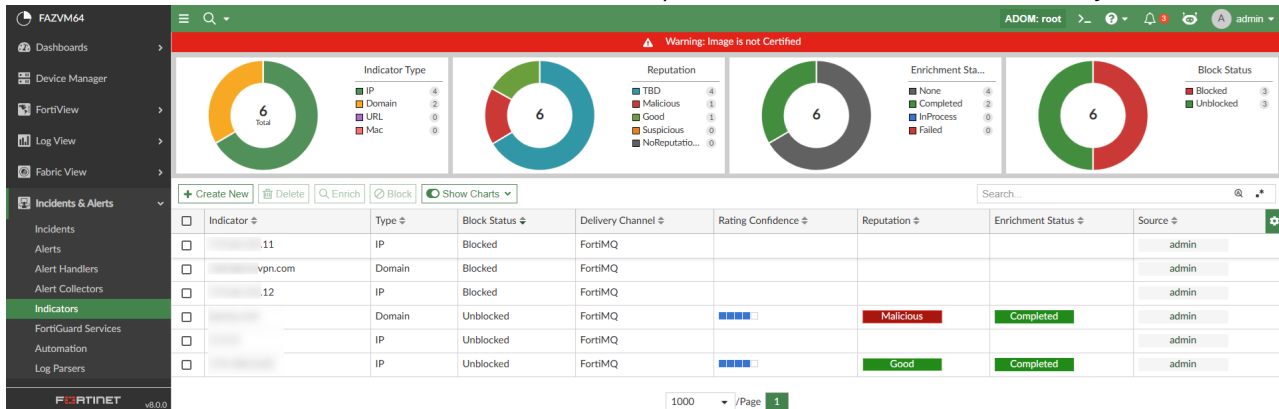 FAZVM64
ADOM: root >_ 3 A admin
Warning: Image is not Certified
Dashboards
Device Manager
FortiView
Log View
Fabric View
Incidents & Alerts
Incidents
Alerts
Alert Handlers
Alert Collectors
Indicators
FortiGuard Services
Automation
Log Parsers
FORTINET v8.0.0
6
Total
Indicator Type
IP 4
Domain 2
URL 0
Mac 0
6
Reputation
TBD 4
Malicious 1
Good 1
Suspicious 0
NoReputatio... 0
6
Enrichment Sta...
None 4
Completed 2
InProcess 0
Failed 0
6
Block Status
Blocked 3
Unblocked 3
+ Create New Delete Enrich Block Show Charts Search...
Indicator Type Block Status Delivery Channel Rating Confidence Reputation Enrichment Status Source
.11 IP Blocked FortiMQ admin
vpn.com Domain Blocked FortiMQ admin
.12 IP Blocked FortiMQ admin
Domain Unblocked FortiMQ Malicious Completed admin
IP Unblocked FortiMQ admin
IP Unblocked FortiMQ Good Completed admin
1000 /Page 1